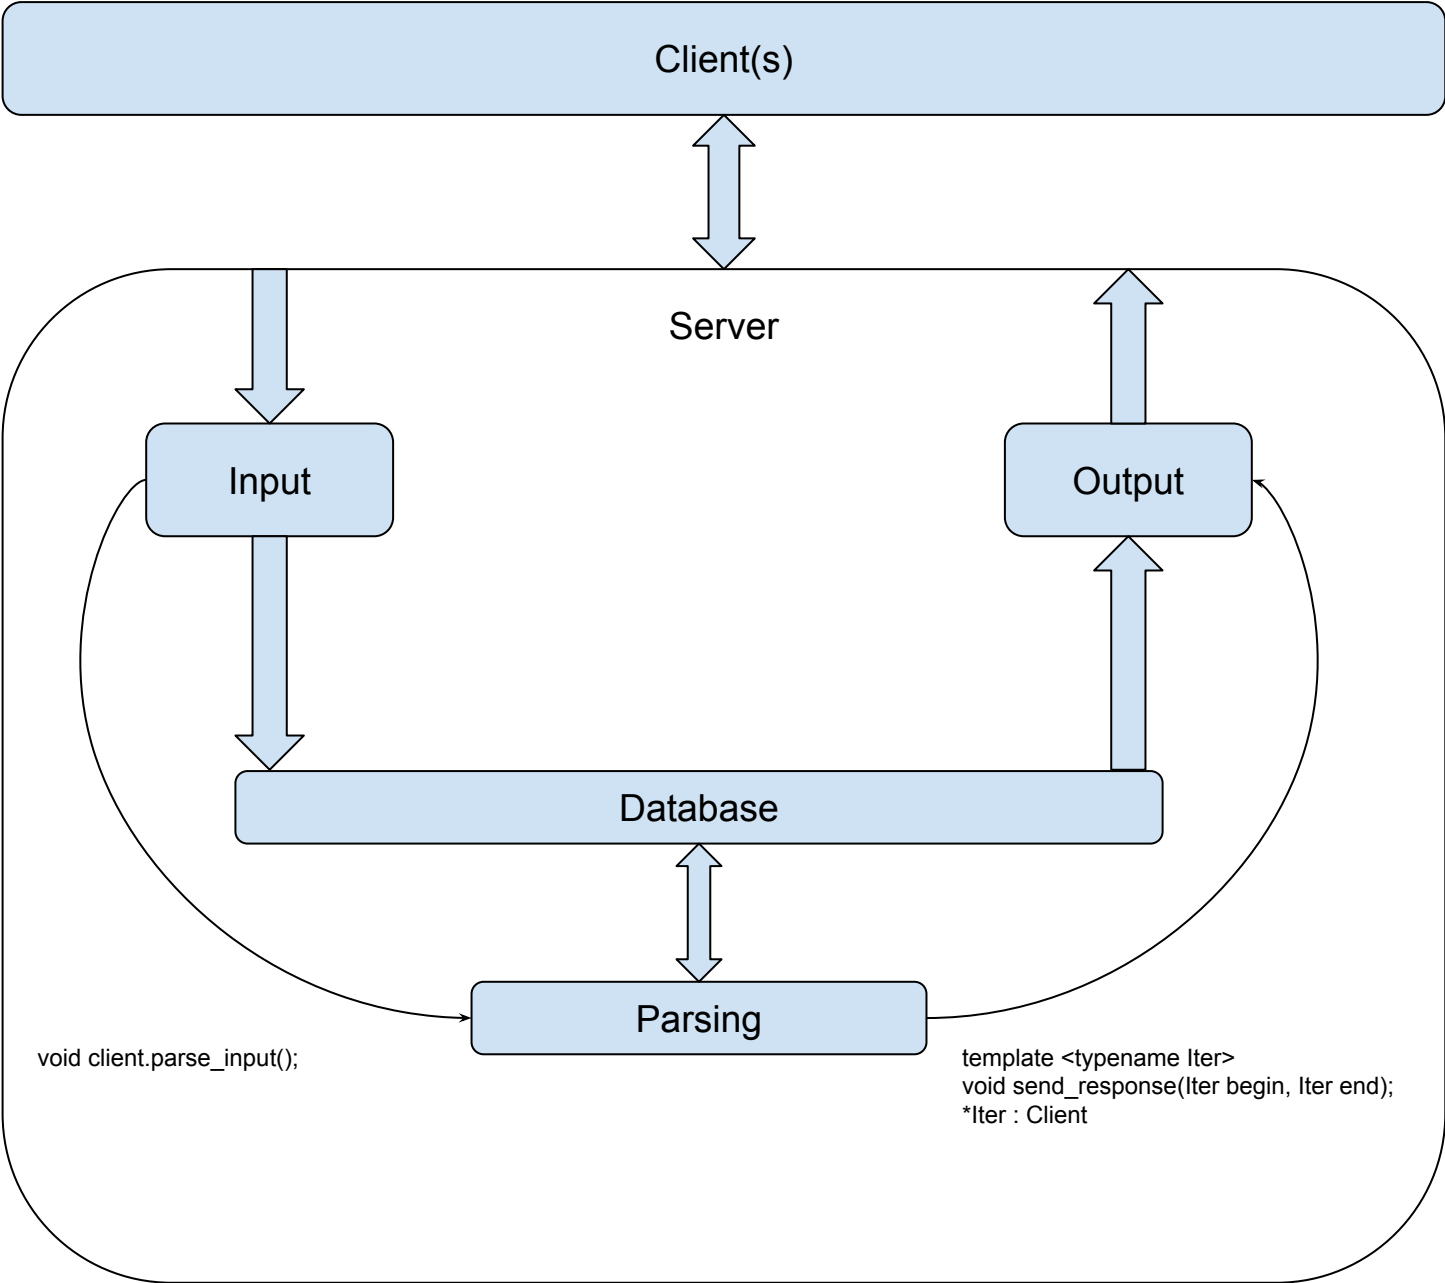 Client(s)
Server
Input
Output
Database
Parsing
void client.parse_input();
template <typename Iter>
void send_response(Iter begin, Iter end);
*Iter : Client